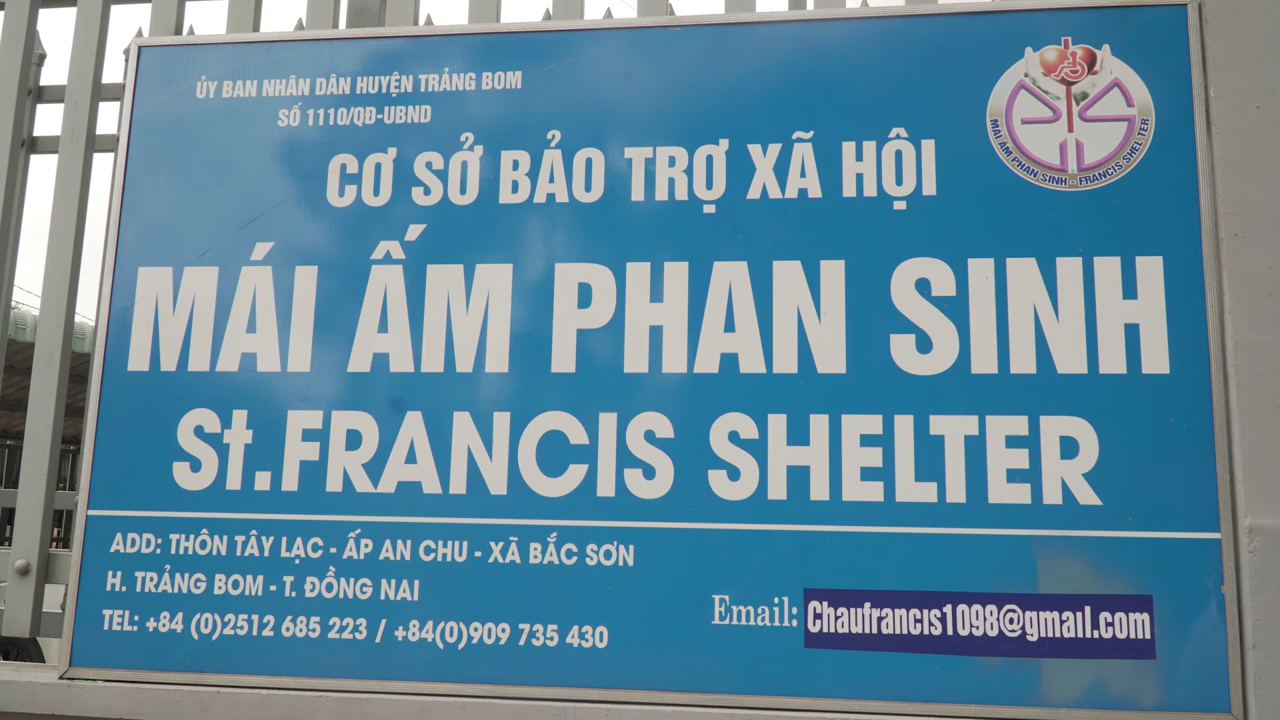 ỦY BAN NHÂN DÂN HUYỆN TRẢNG BOM
SỐ 1110/QĐ-UBND
CƠ SỞ BẢO TRỢ XÃ HỘI
MÁI ẤM PHAN SINH
St.FRANCIS SHELTER
MAI AM PHAN SINH - FRANCIS SHELTER
ADD: THÔN TÂY LẠC - ẤP AN CHU - XÃ BẮC SƠN
H. TRẢNG BOM - T. ĐỒNG NAI
TEL: +84 (0)2512 685 223 / +84(0)909 735 430
Email: Chaufrancis1098@gmail.com